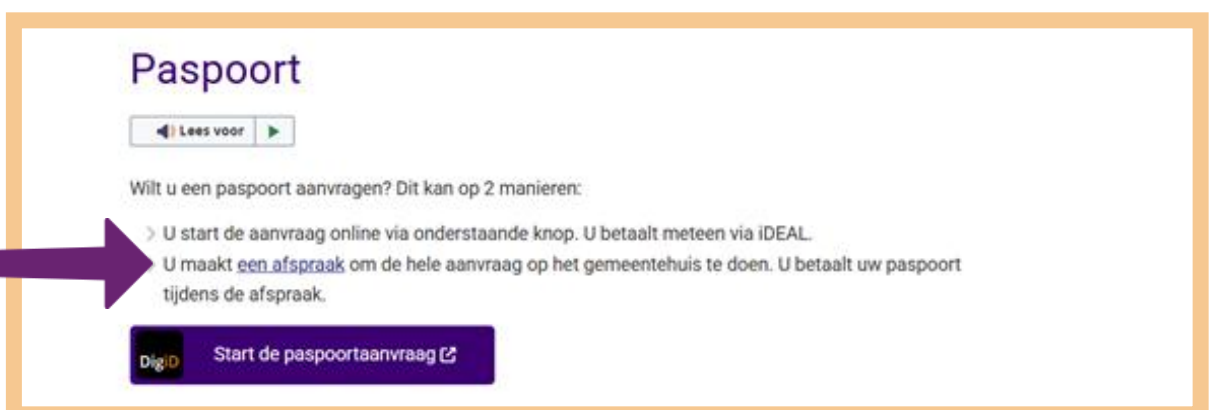 Paspoort
Lees voor
Wilt u een paspoort aanvragen? Dit kan op 2 manieren:
U start de aanvraag online via onderstaande knop. U betaalt meteen via iDEAL.
U maakt een afspraak om de hele aanvraag op het gemeentehuis te doen. U betaalt uw paspoort
tijdens de afspraak.
DigiD Start de paspoortaanvraag